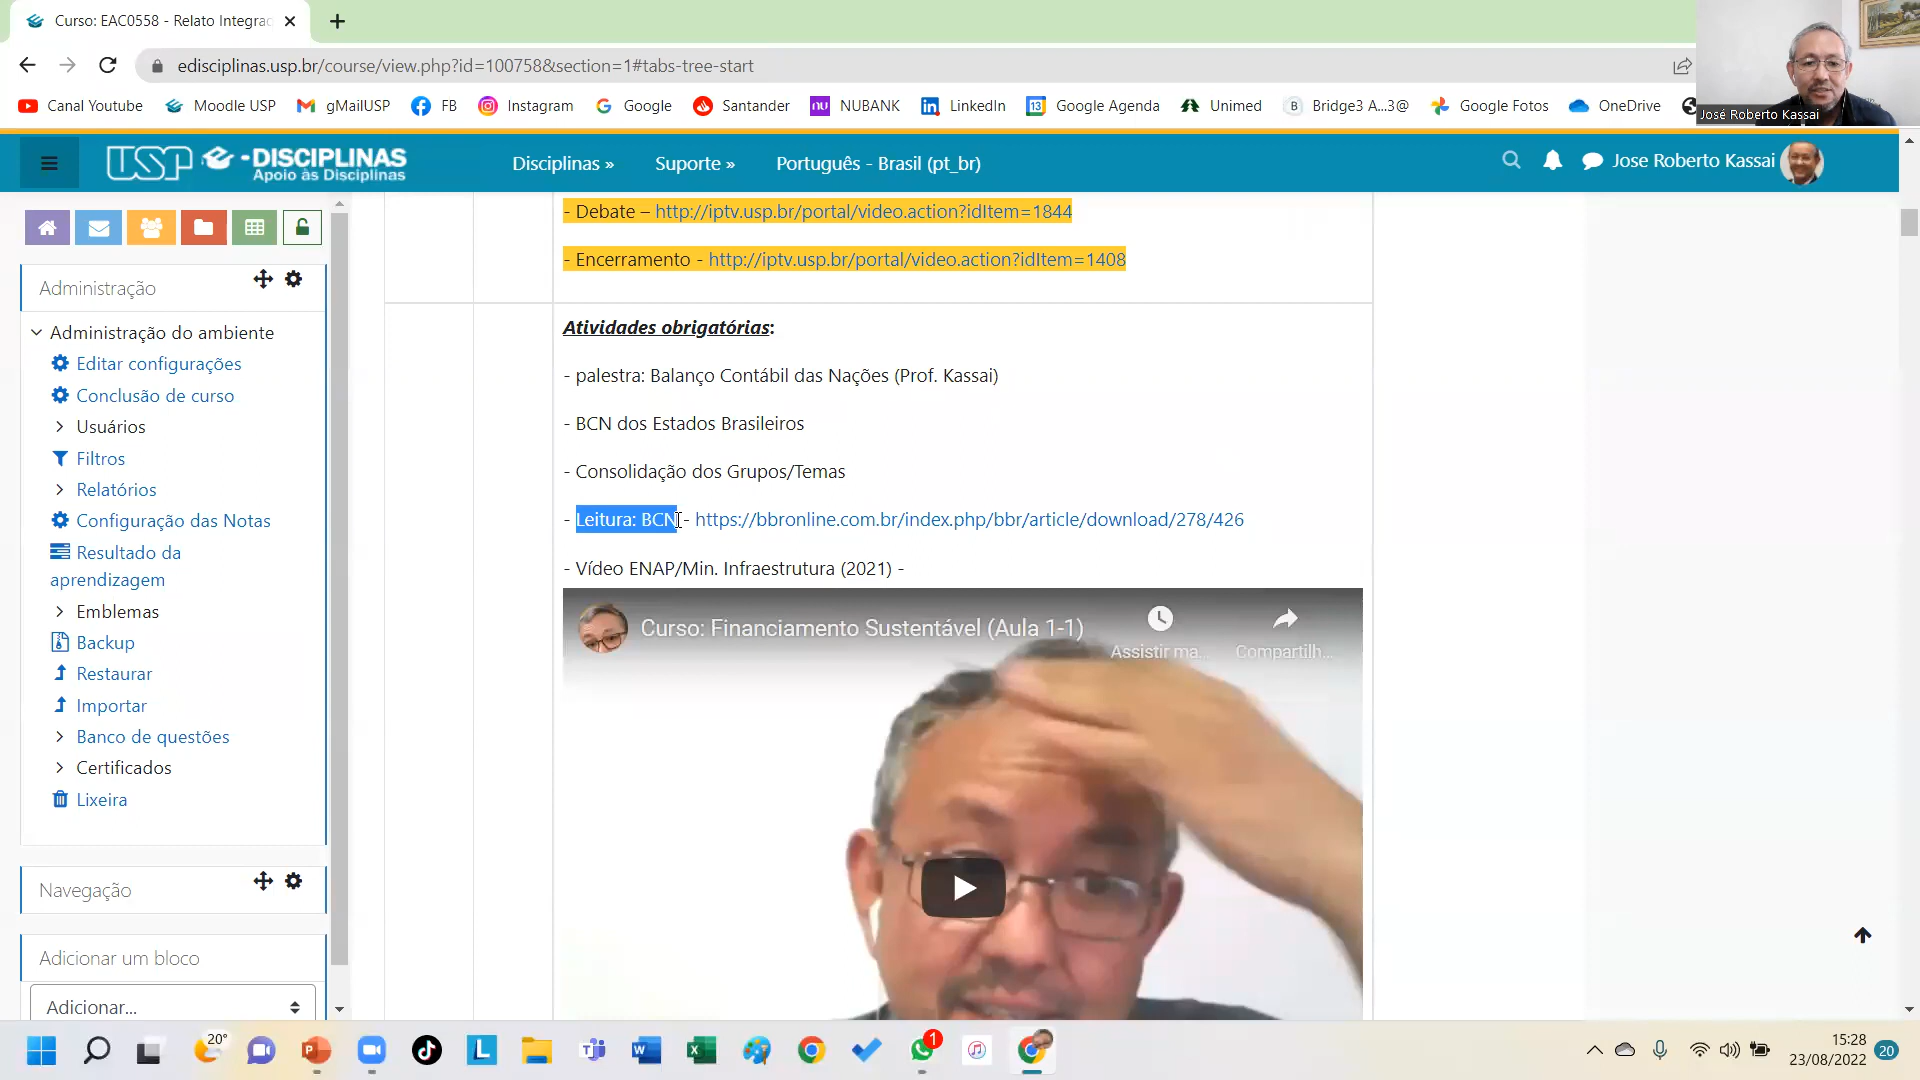 Curso: EAC0558 - Relato Integrad
edisciplinas.usp.br/course/view.php?id=100758&section=1#tabs-tree-start
Canal Youtube
Moodle USP
gMailUSP
FB
Instagram
Google
Santander
NUBANK
LinkedIn
Google Agenda
Unimed
Bridge3 A...3@
Google Fotos
OneDrive
José Roberto Kassai
USP e-DISCIPLINAS
Apoio às Disciplinas
Disciplinas »
Suporte »
Português - Brasil (pt_br)
Jose Roberto Kassai
- Debate – http://iptv.usp.br/portal/video.action?idItem=1844
- Encerramento - http://iptv.usp.br/portal/video.action?idItem=1408
Administração
Administração do ambiente
Editar configurações
Conclusão de curso
Usuários
Filtros
Relatórios
Configuração das Notas
Resultado da
aprendizagem
Emblemas
Backup
Restaurar
Importar
Banco de questões
Certificados
Lixeira
Navegação
Adicionar um bloco
Adicionar...
Atividades obrigatórias:
- palestra: Balanço Contábil das Nações (Prof. Kassai)
- BCN dos Estados Brasileiros
- Consolidação dos Grupos/Temas
- Leitura: BCN - https://bbronline.com.br/index.php/bbr/article/download/278/426
- Vídeo ENAP/Min. Infraestrutura (2021) -
Curso: Financiamento Sustentável (Aula 1-1)
Assistir ma...
Compartilh...
20°
1
15:28
23/08/2022
20